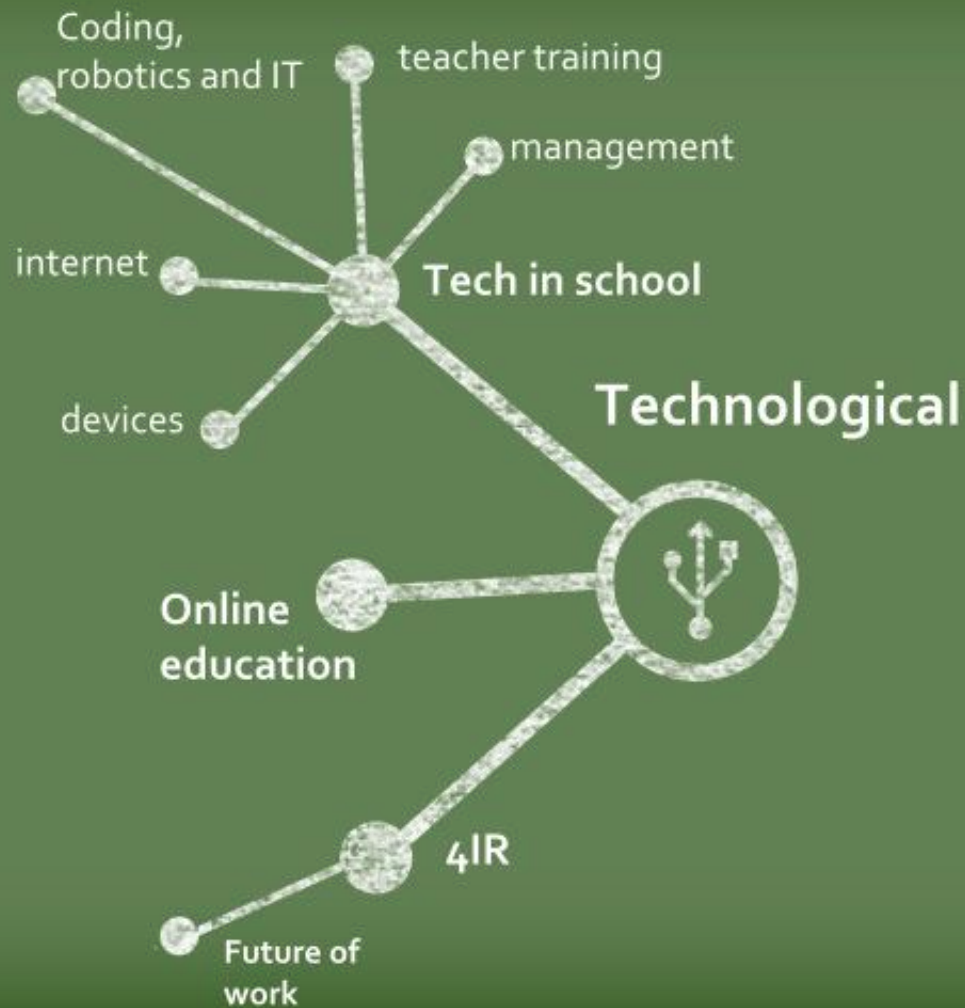 Coding,
robotics and IT
teacher training
management
internet
Tech in school
devices
Technological
Online
education
4IR
Future of
work